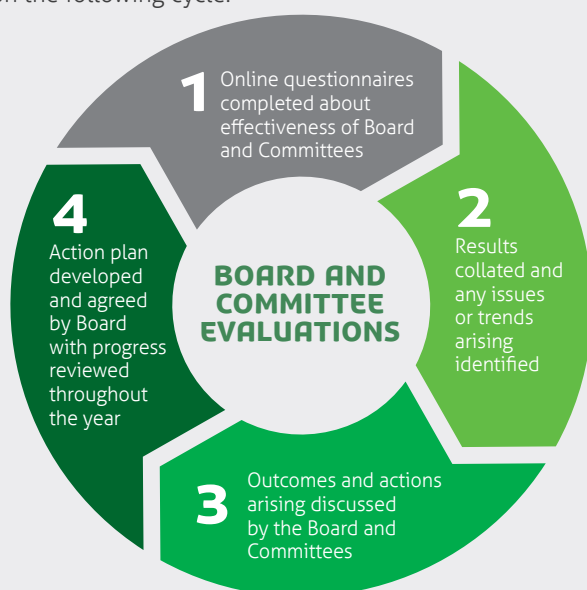 on the following cycle:
1
Online questionnaires
completed about
effectiveness of Board
and Committees
2
Results
collated and
any issues
or trends
arising
identified
3
Outcomes and actions
arising discussed
by the Board and
Committees
4
Action plan
developed
and agreed
by Board
with progress
reviewed
throughout
the year
BOARD AND
COMMITTEE
EVALUATIONS